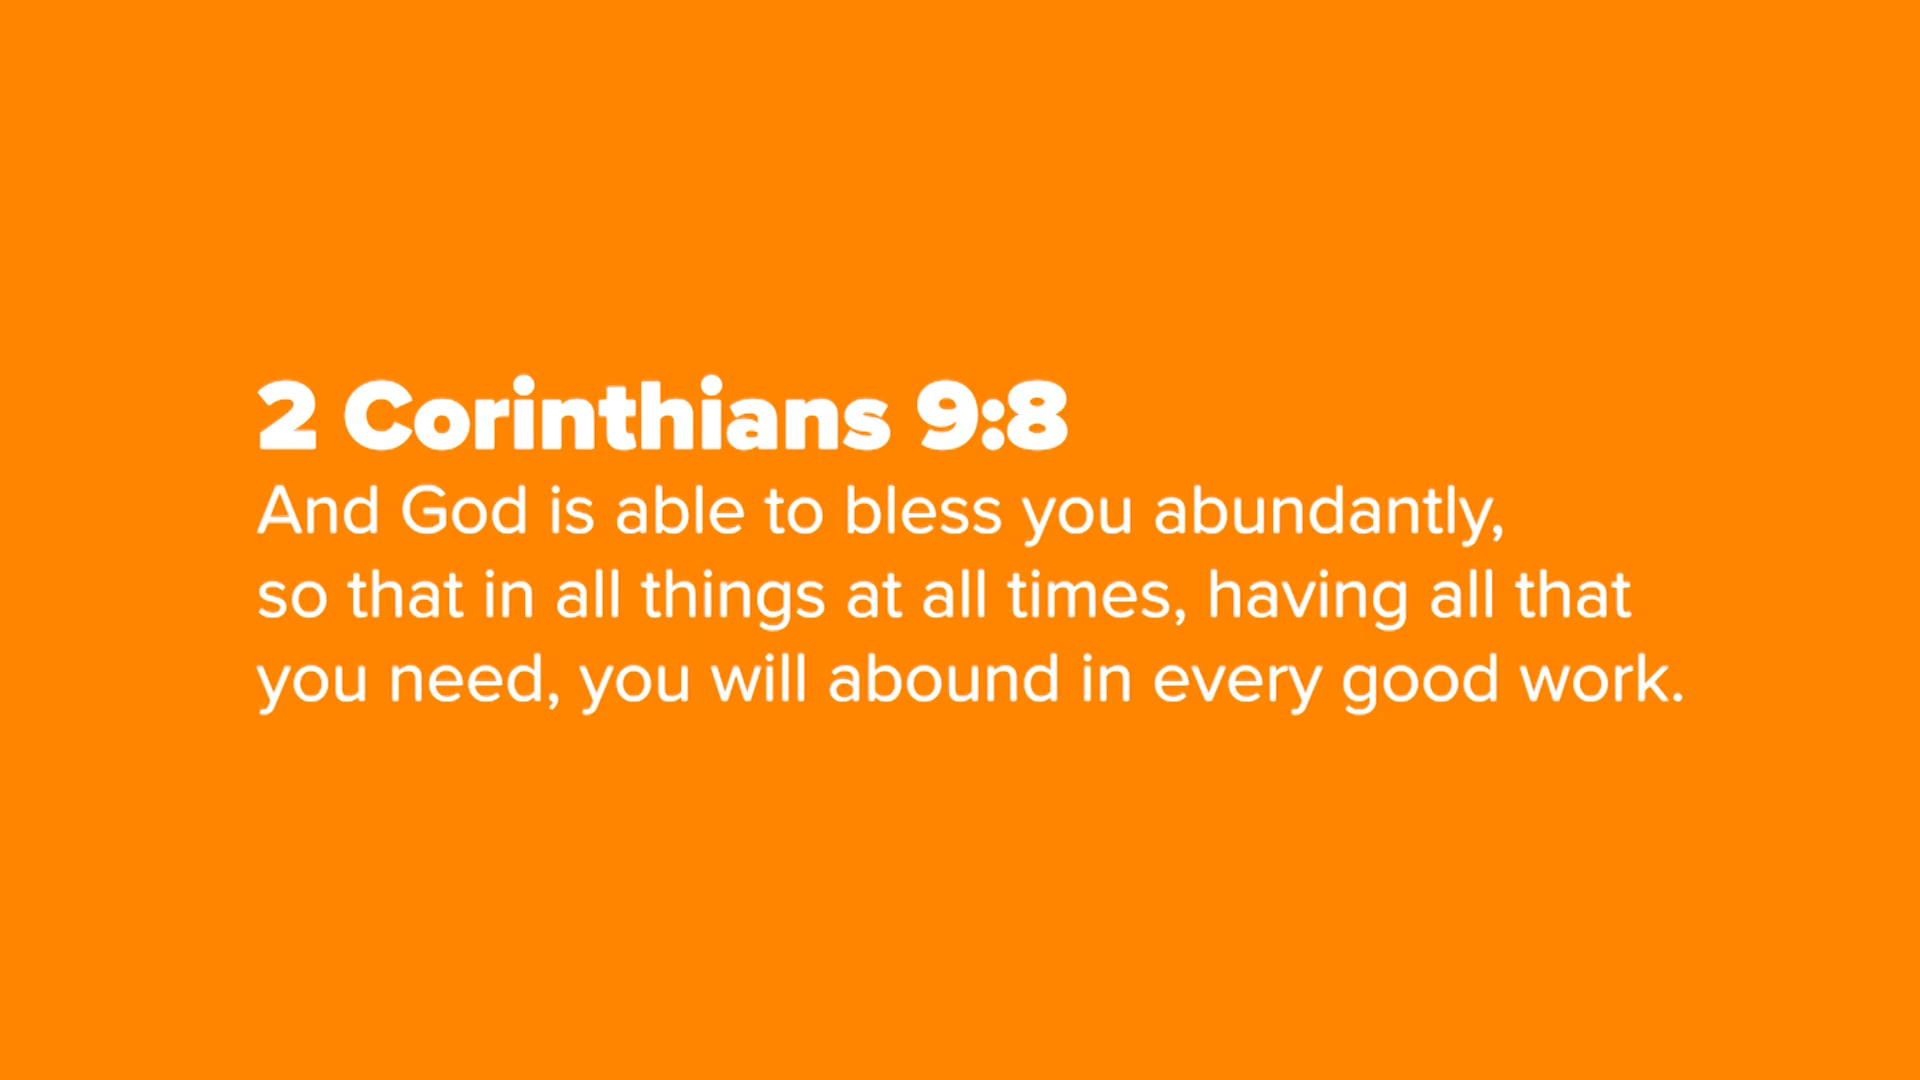 2 Corinthians 9:8
And God is able to bless you abundantly,
so that in all things at all times, having all that
you need, you will abound in every good work.